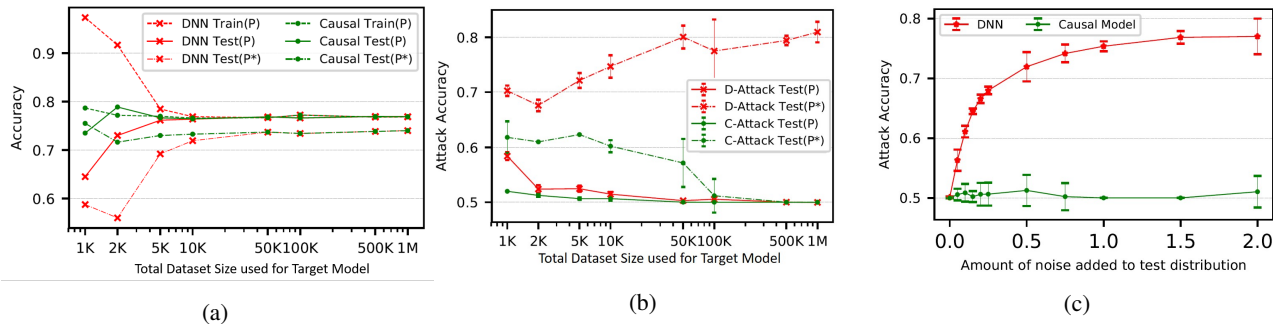 Accuracy
0.9
0.8
0.7
0.6
DNN Train(P)
DNN Test(P)
DNN Test(P*)
Causal Train(P)
Causal Test(P)
Causal Test(P*)
1K 2K 5K 10K 50K 100K 500K 1M
Total Dataset Size used for Target Model
(a)
Attack Accuracy
0.8
0.7
0.6
0.5
D-Attack Test(P)
D-Attack Test(P*)
C-Attack Test(P)
C-Attack Test(P*)
1K 2K 5K 10K 50K 100K 500K 1M
Total Dataset Size used for Target Model
(b)
Attack Accuracy
0.8
0.7
0.6
0.5
DNN Causal Model
0.0 0.5 1.0 1.5 2.0
Amount of noise added to test distribution
(c)